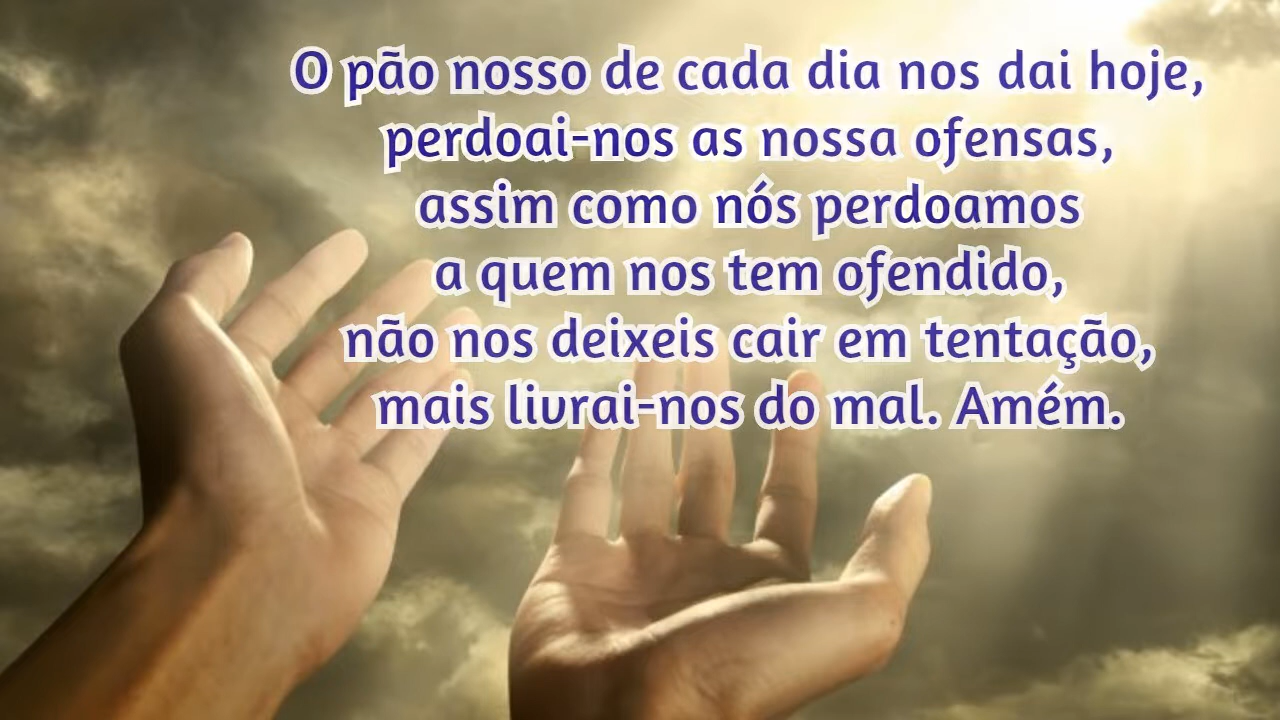 O pão nosso de cada dia nos dai hoje,
perdoai-nos as nossa ofensas,
assim como nós perdoamos
a quem nos tem ofendido,
não nos deixeis cair em tentação,
mais livrai-nos do mal. Amém.